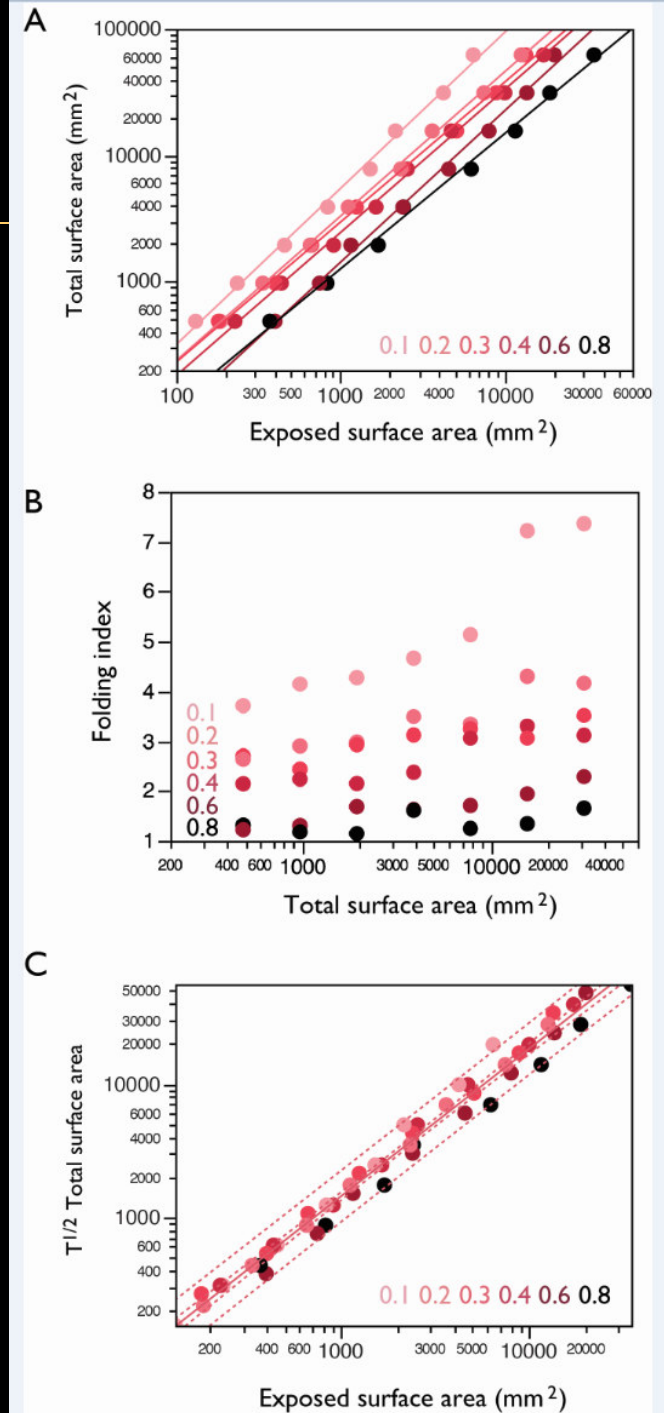 A
100000
60000
40000
20000
10000
6000
4000
2000
1000
600
400
200
Total surface area (mm²)
0.1 0.2 0.3 0.4 0.6 0.8
100 300 500 1000 2000 4000 10000 30000 60000
Exposed surface area (mm²)
B
8
7
6
5
4
3
2
1
Folding index
0.1
0.2
0.3
0.4
0.6
0.8
200 400 600 1000 3000 5000 10000 20000 40000
Total surface area (mm²)
C
50000
30000
20000
10000
6000
4000
2000
1000
600
400
200
T^1/2 Total surface area
0.1 0.2 0.3 0.4 0.6 0.8
200 400 600 1000 3000 5000 10000 20000
Exposed surface area (mm²)